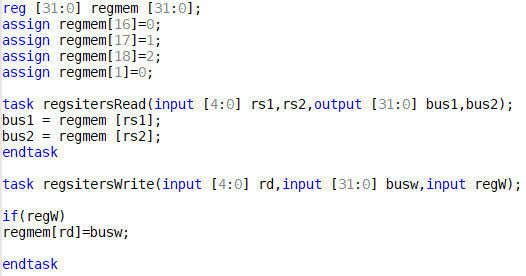 reg [31:0] regmem [31:0];
assign regmem[16]=0;
assign regmem[17]=1;
assign regmem[18]=2;
assign regmem[1]=0;
task regsitersRead(input [4:0] rs1,rs2,output [31:0] bus1,bus2);
bus1 = regmem [rs1];
bus2 = regmem [rs2];
endtask
task regsitersWrite(input [4:0] rd,input [31:0] busw,input regW);
if(regW)
regmem[rd]=busw;
endtask